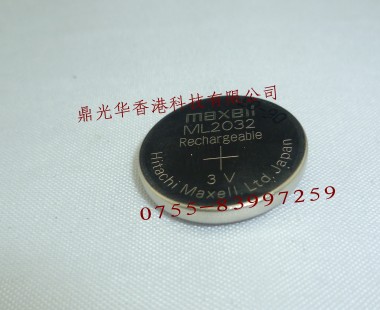 鼎光华香港科技有限公司
maxell
ML2032
Rechargeable
+
3 V
Hitachi Maxell, Ltd. Japan
0755-83997259